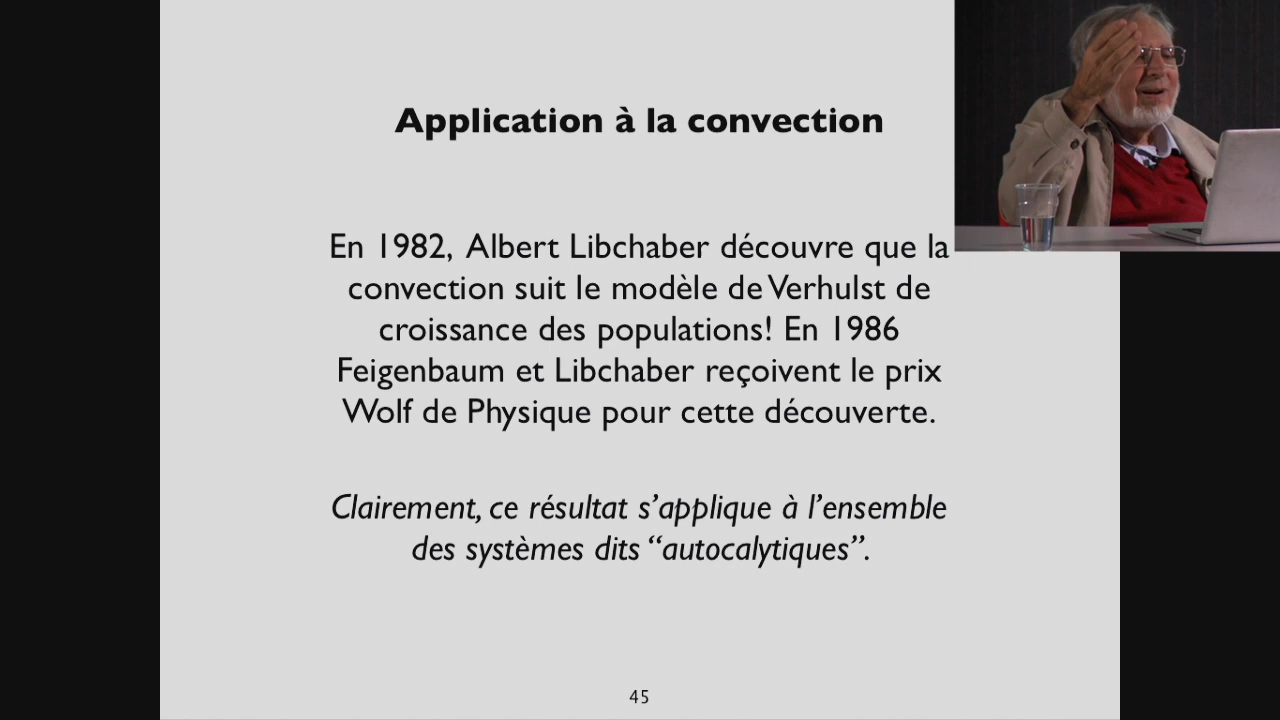 Application à la convection
En 1982, Albert Libchaber découvre que la
convection suit le modèle de Verhulst de
croissance des populations! En 1986
Feigenbaum et Libchaber reçoivent le prix
Wolf de Physique pour cette découverte.
Clairement, ce résultat s’applique à l’ensemble
des systèmes dits “autocalytiques”.
45